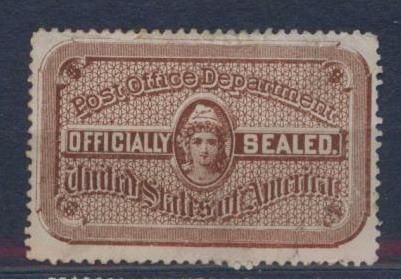 Post Office Department
OFFICIALLY SEALED.
United States of America